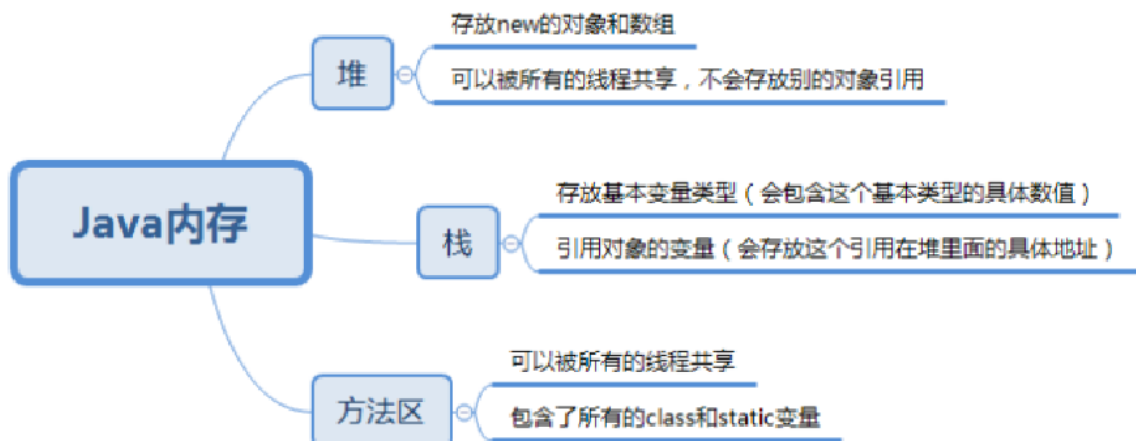 存放new的对象和数组
堆
可以被所有的线程共享，不会存放别的对象引用
Java内存
存放基本变量类型（会包含这个基本类型的具体数值）
栈
引用对象的变量（会存放这个引用在堆里面的具体地址）
可以被所有的线程共享
方法区
包含了所有的class和static变量